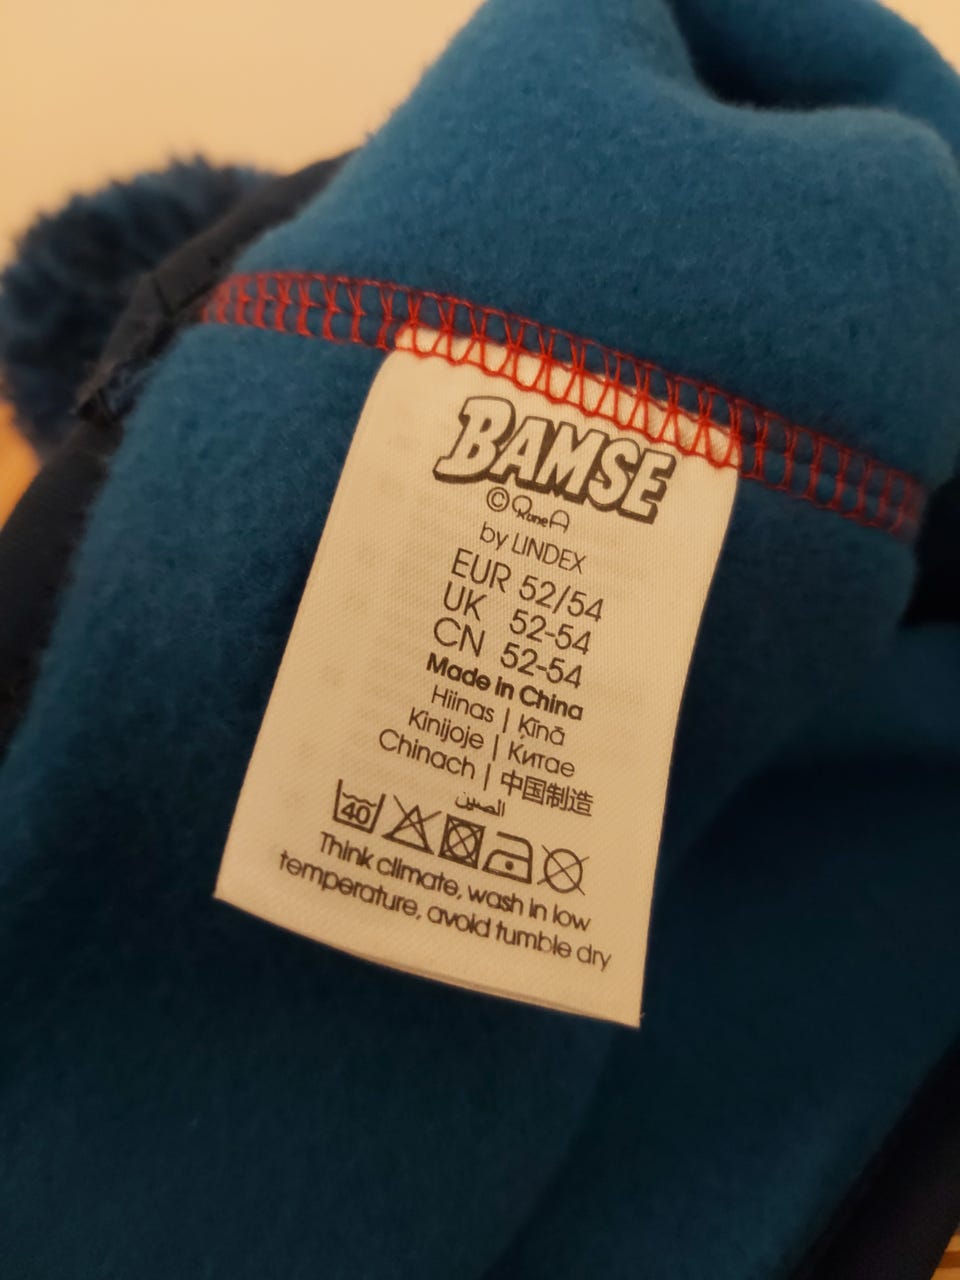 BAMSE
© Rune A
by LINDEX
EUR 52/54
UK 52-54
CN 52-54
Made in China
Hiinas | Ķīnā
Kinijoje | Китае
Chinach | 中国制造
الصين
40
Think climate, wash in low
temperature, avoid tumble dry